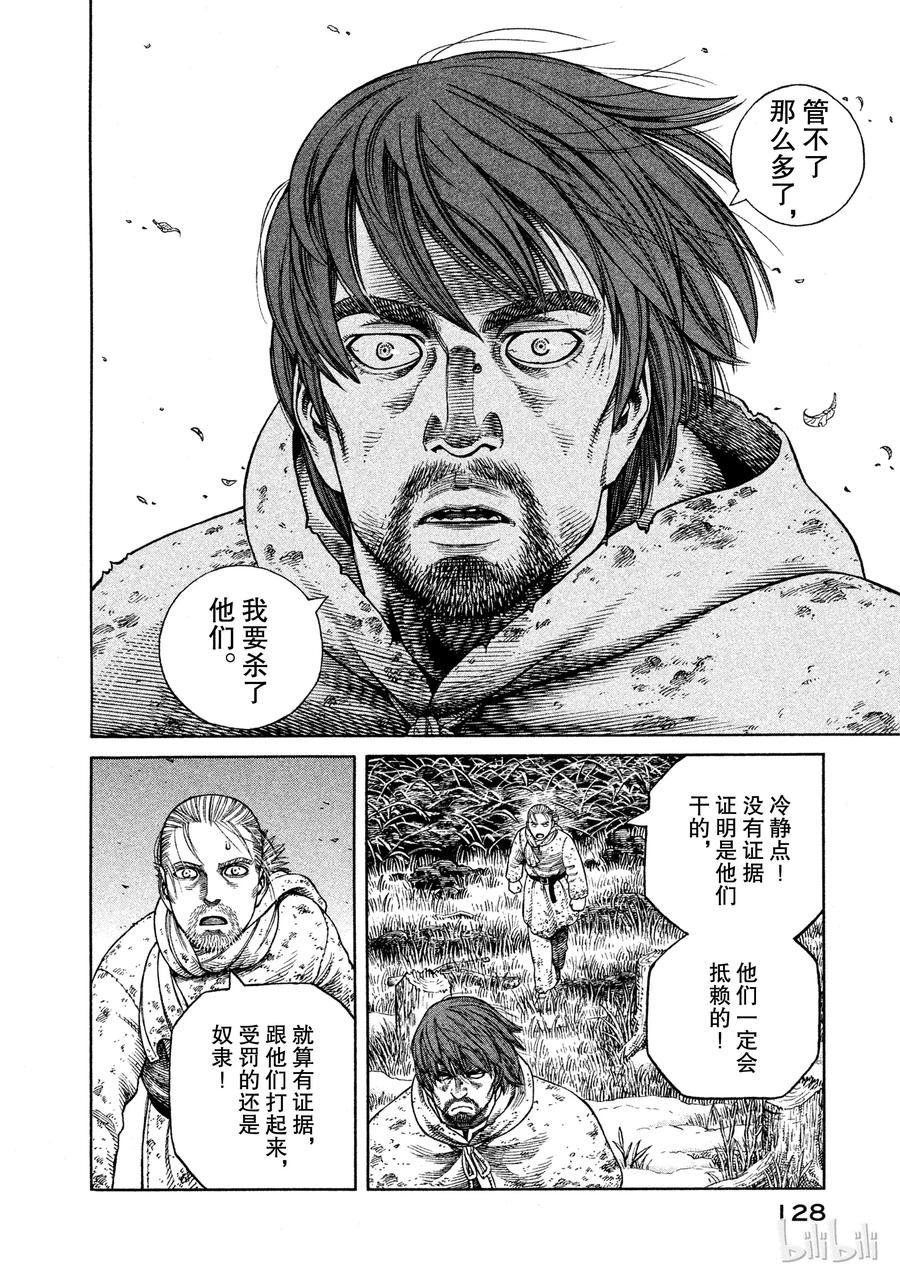 管不了
那么多了，
我要杀了
他们。
冷静点！
没有证据
证明是他们
干的，
他们一定会
抵赖的！
就算有证据，
跟他们打起来，
受罚的还是
奴隶！
128
bilibili